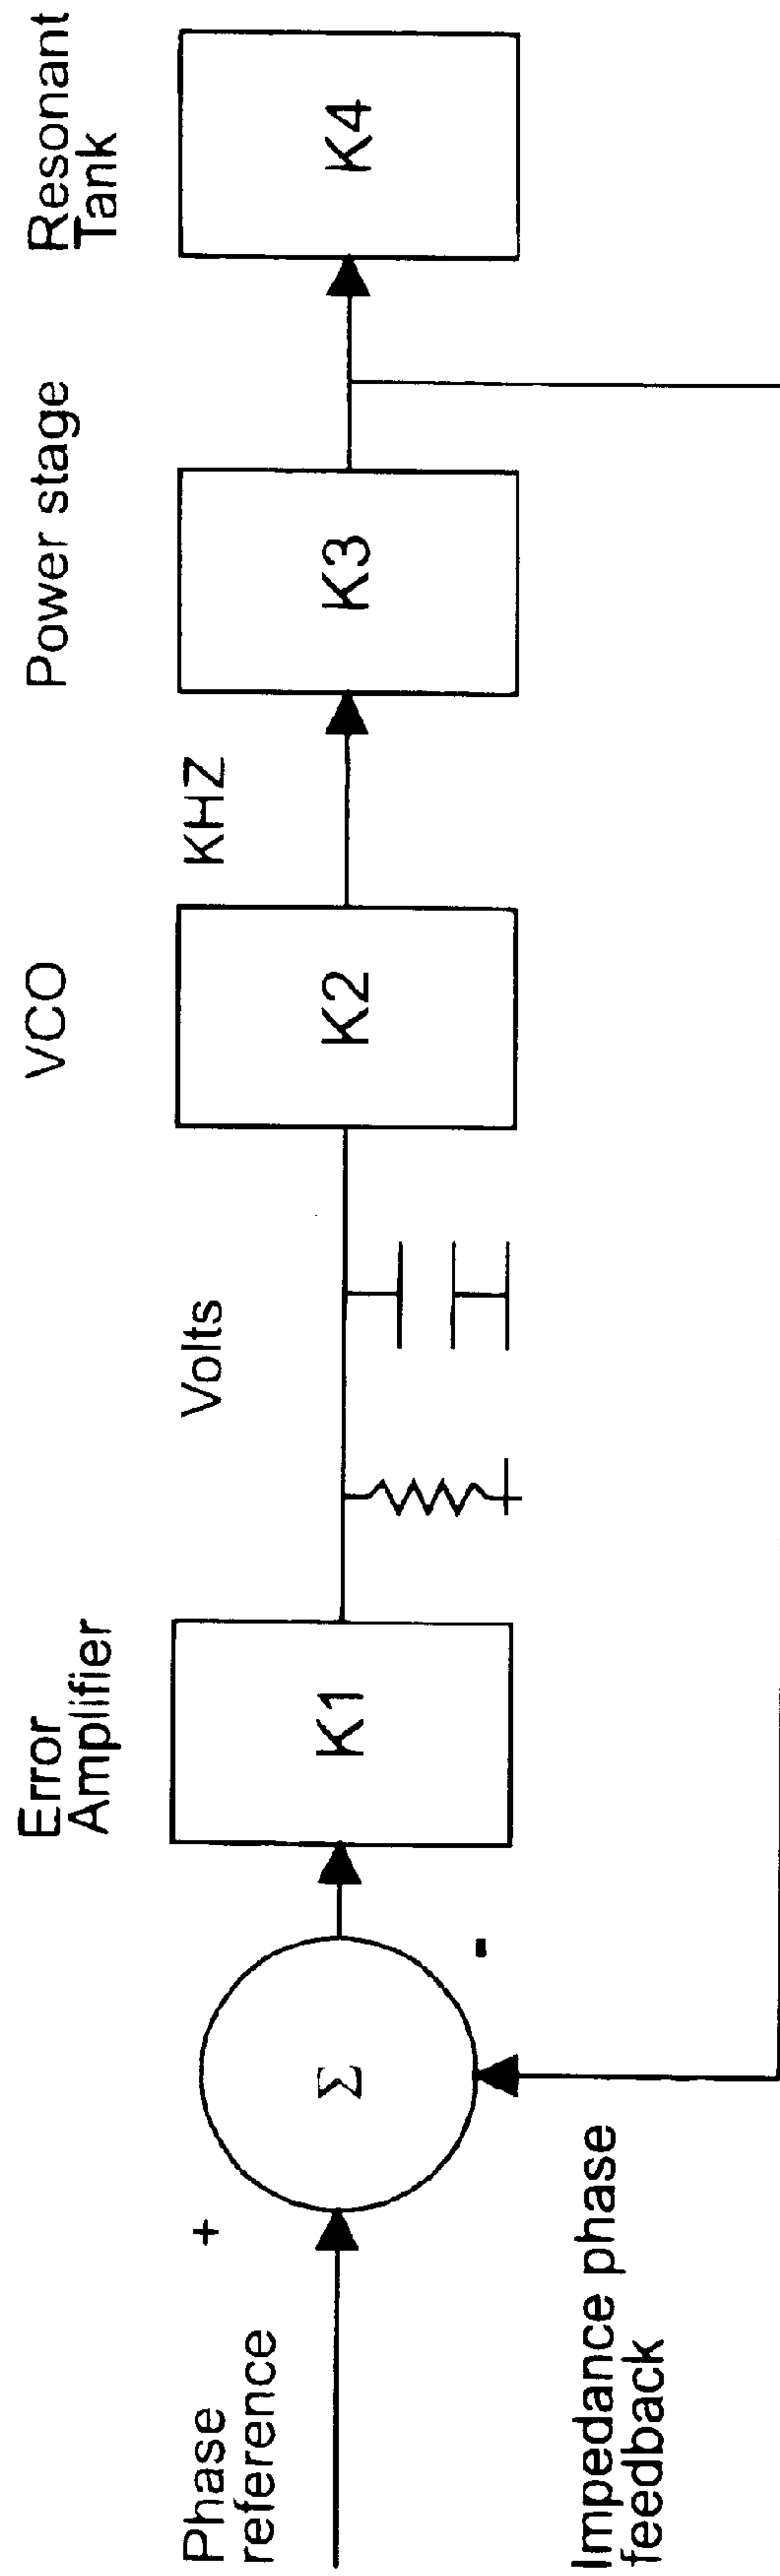 Phase
reference
+
Σ
-
Impedance phase
feedback
Error
Amplifier
K1
Volts
VCO
K2
KHZ
Power stage
K3
Resonant
Tank
K4